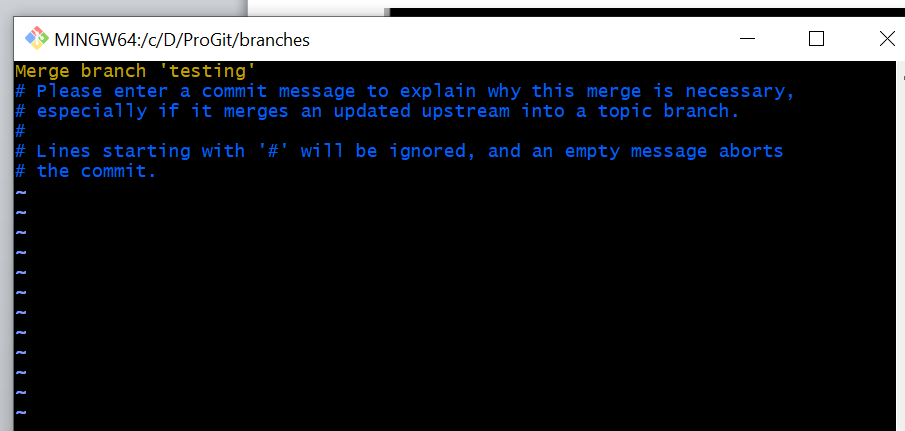 MINGW64:/c/D/ProGit/branches
Merge branch 'testing'
# Please enter a commit message to explain why this merge is necessary,
# especially if it merges an updated upstream into a topic branch.
#
# Lines starting with '#' will be ignored, and an empty message aborts
# the commit.
~
~
~
~
~
~
~
~
~
~
~
~